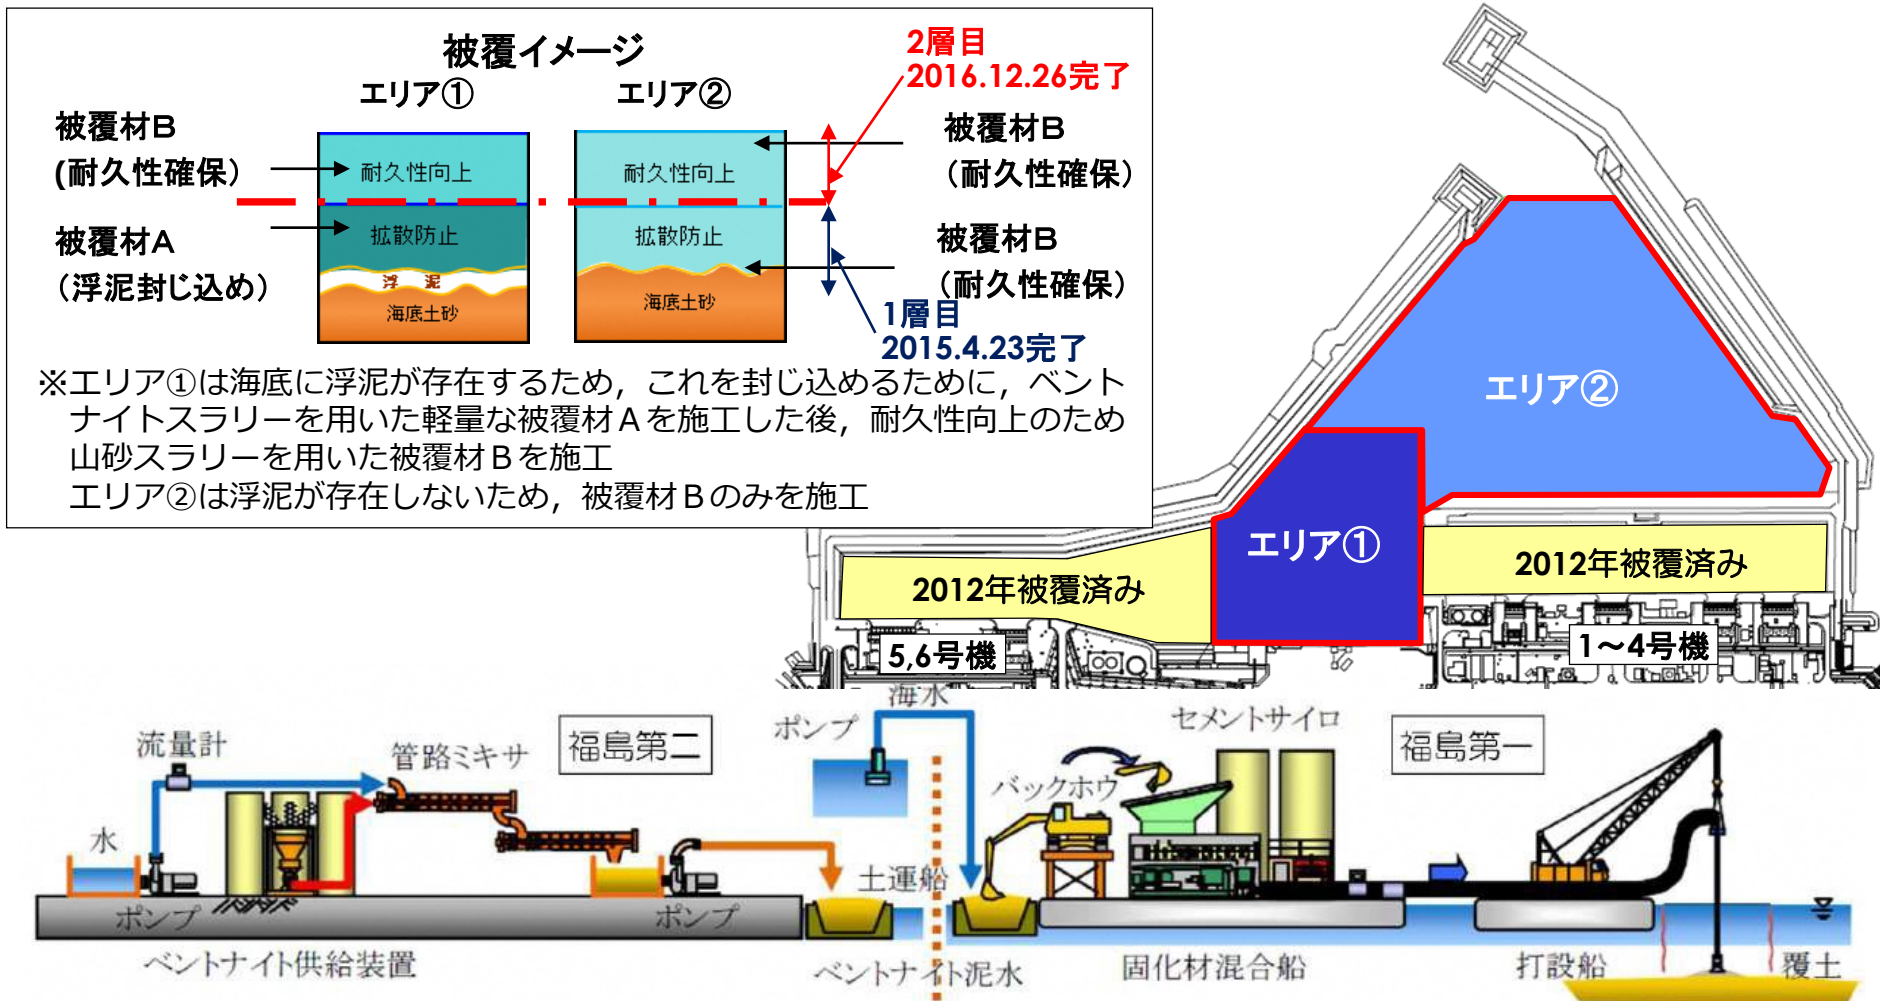 被覆イメージ
エリア①
エリア②
2層目
2016.12.26完了
被覆材B
(耐久性確保)
被覆材A
(浮泥封じ込め)
耐久性向上
拡散防止
浮泥
海底土砂
耐久性向上
拡散防止
海底土砂
被覆材B
(耐久性確保)
被覆材B
(耐久性確保)
1層目
2015.4.23完了
※エリア①は海底に浮泥が存在するため，これを封じ込めるために，ベント
ナイトスラリーを用いた軽量な被覆材Aを施工した後，耐久性向上のため
山砂スラリーを用いた被覆材Bを施工
エリア②は浮泥が存在しないため，被覆材Bのみを施工
エリア②
エリア①
2012年被覆済み
2012年被覆済み
5,6号機
1～4号機
福島第二
流量計
管路ミキサ
水
ポンプ
ポンプ
ベントナイト供給装置
海水
ポンプ
土運船
ベントナイト泥水
福島第一
セメントサイロ
バックホウ
固化材混合船
打設船
覆土